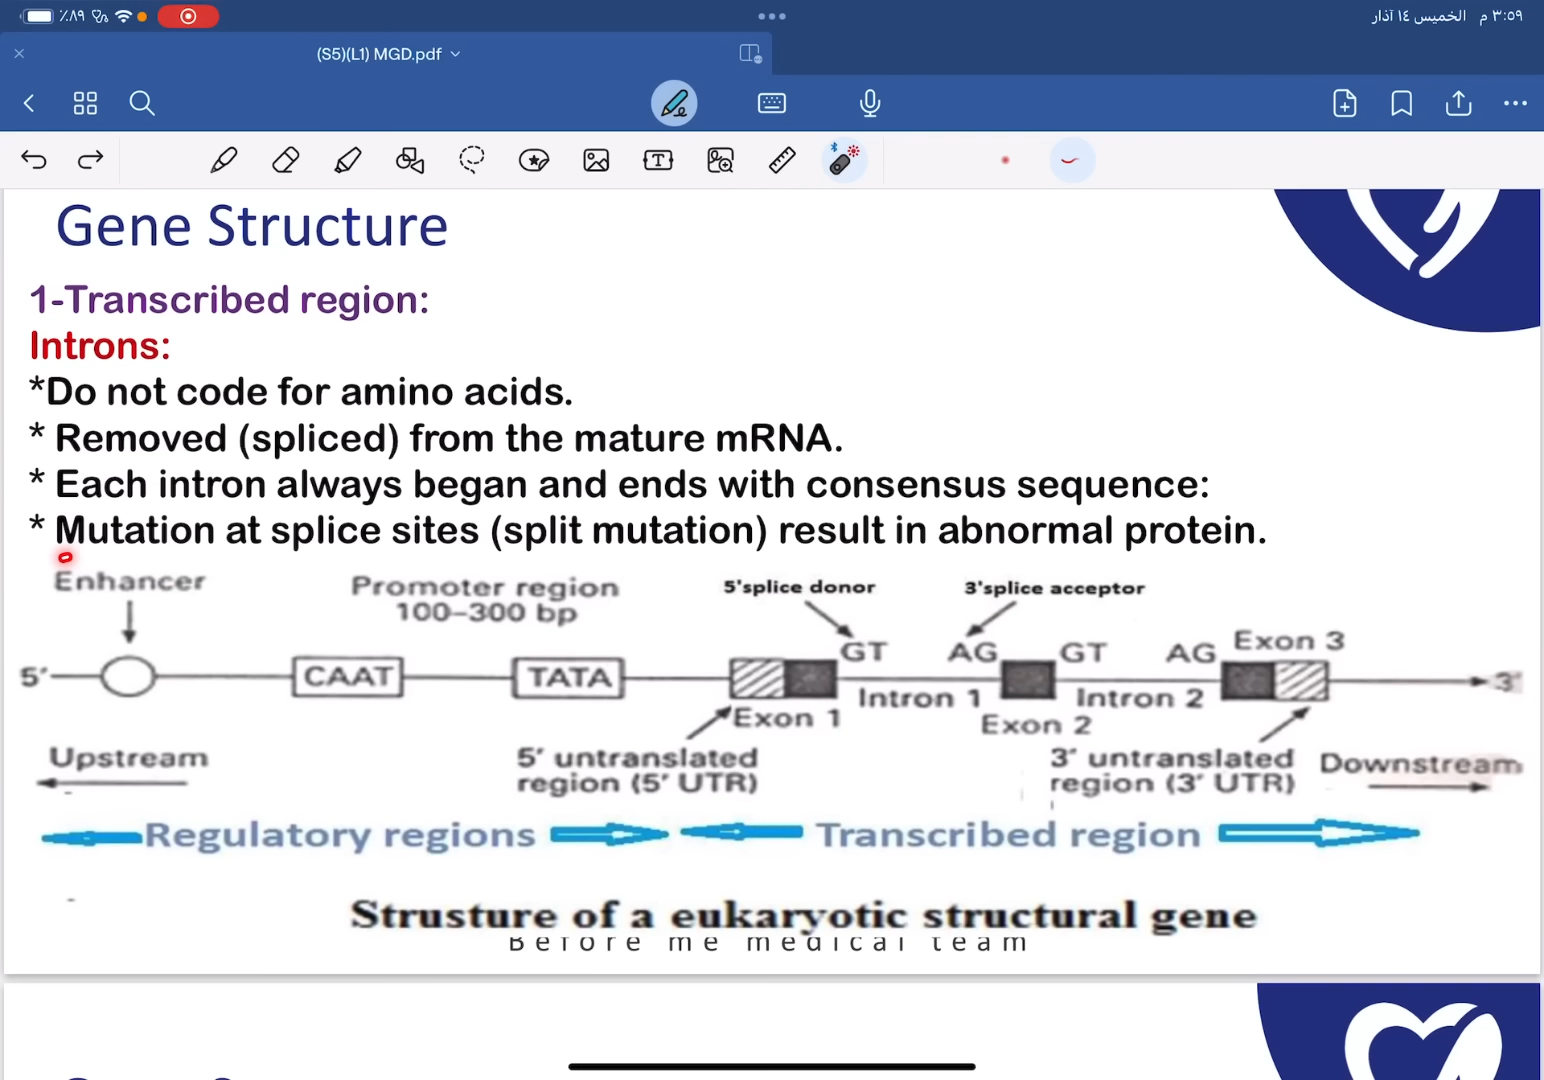 ٪٨٩
٣:٥٩ م الخميس ١٤ آذار
(S5)(L1) MGD.pdf
Gene Structure
1-Transcribed region:
Introns:
*Do not code for amino acids.
* Removed (spliced) from the mature mRNA.
* Each intron always began and ends with consensus sequence:
* Mutation at splice sites (split mutation) result in abnormal protein.
Enhancer
Promoter region
100–300 bp
5'splice donor
3'splice acceptor
GT
AG
GT
AG
Exon 3
5'
CAAT
TATA
3'
Intron 1
Intron 2
Exon 1
Exon 2
Upstream
5' untranslated
region (5' UTR)
3' untranslated
region (3' UTR)
Downstream
Regulatory regions
Transcribed region
Strusture of a eukaryotic structural gene
Before me medical team